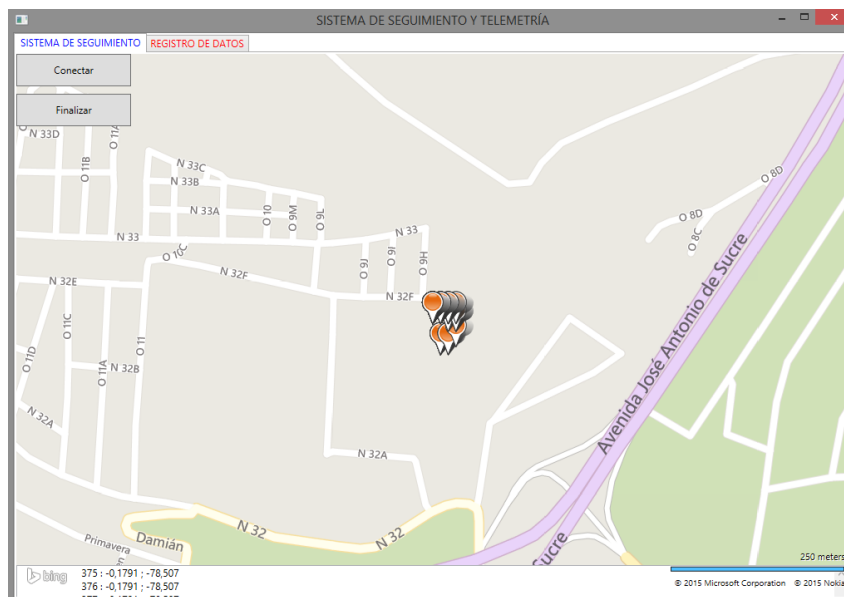 SISTEMA DE SEGUIMIENTO Y TELEMETRÍA
SISTEMA DE SEGUIMIENTO
REGISTRO DE DATOS
Conectar
Finalizar
N 33D
O 11B
O 11A
N 33C
N 33B
N 33A
O 10
O 9M
O 9L
N 33
N 33
O 10C
O 9J
O 9I
O 9H
O 8D
O 8D
O 8C
N 32E
N 32F
N 32F
O 11C
O 11
O 11D
O 11A
N 32B
N 32A
N 32A
Avenida José Antonio de Sucre
Sucre
N 32
N 32
Primavera
Damián
250 meters
bing
375 : -0,1791 ; -78,507
376 : -0,1791 ; -78,507
© 2015 Microsoft Corporation © 2015 Nokia